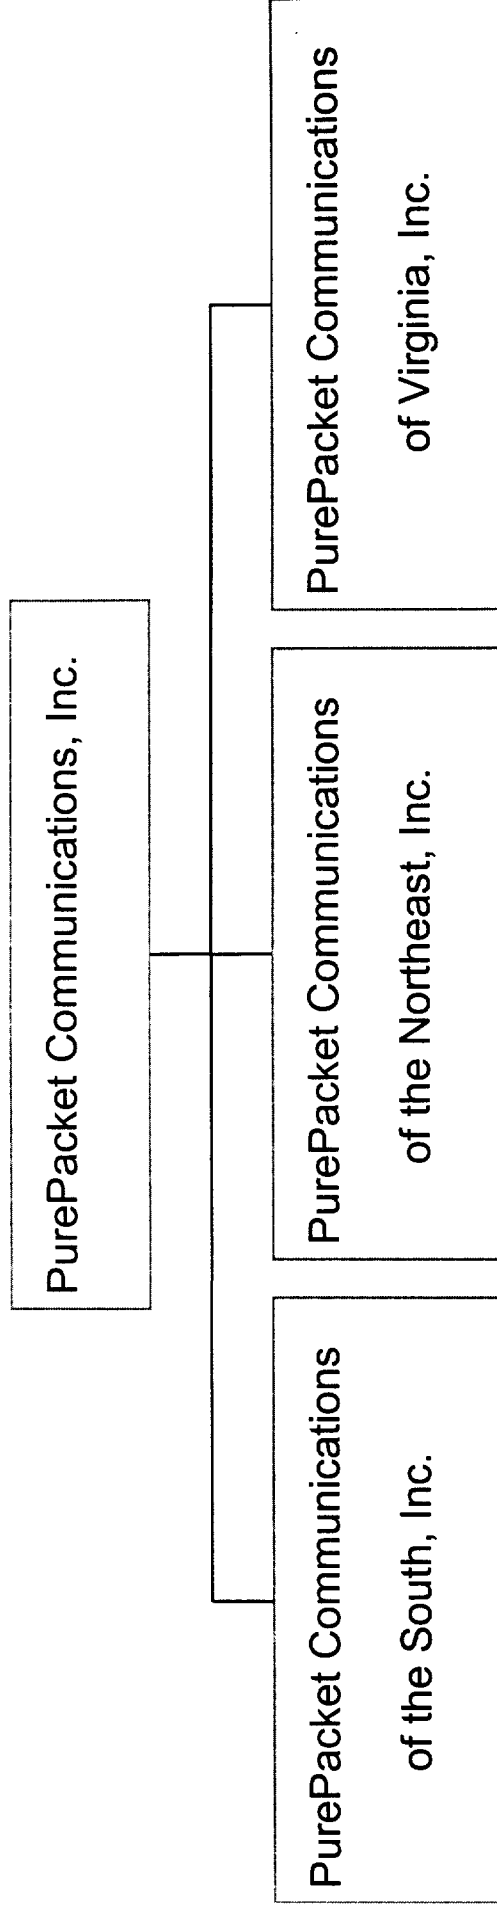 PurePacket Communications, Inc.
PurePacket Communications
of the South, Inc.
PurePacket Communications
of the Northeast, Inc.
PurePacket Communications
of Virginia, Inc.